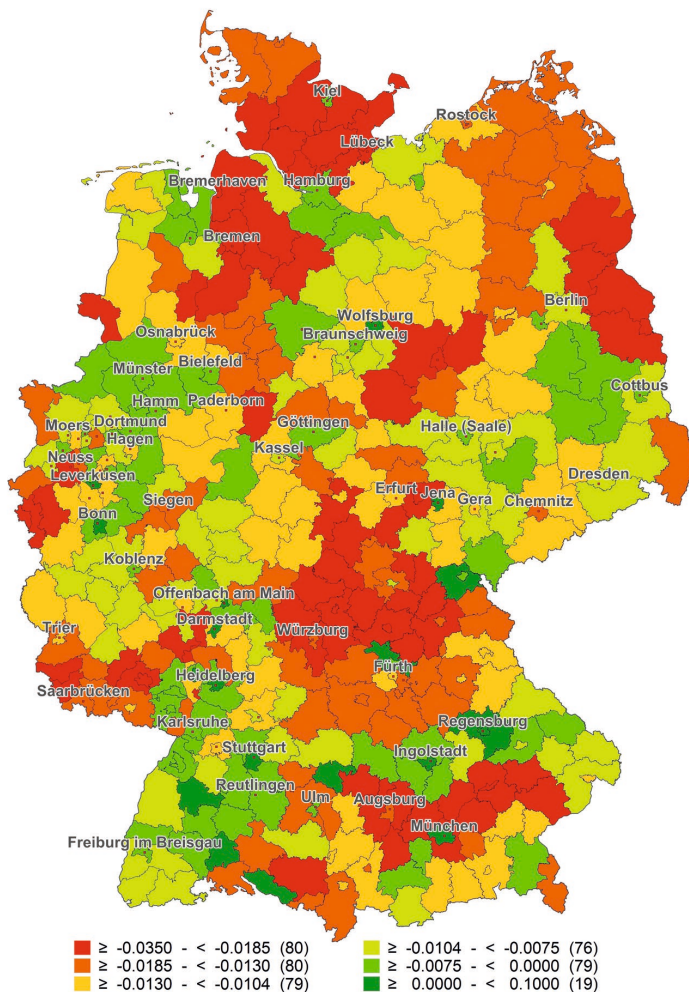 Kiel
Rostock
Lübeck
Bremerhaven
Hamburg
Bremen
Berlin
Wolfsburg
Osnabrück
Braunschweig
Bielefeld
Münster
Cottbus
Hamm
Paderborn
Göttingen
Moers
Dortmund
Halle (Saale)
Hagen
Neuss
Kassel
Leverkusen
Dresden
Erfurt
Jena
Gera
Siegen
Chemnitz
Bonn
Koblenz
Offenbach am Main
Darmstadt
Trier
Würzburg
Fürth
Heidelberg
Saarbrücken
Karlsruhe
Regensburg
Stuttgart
Ingolstadt
Reutlingen
Ulm
Augsburg
München
Freiburg im Breisgau
≥ -0.0350 - < -0.0185 (80)
≥ -0.0185 - < -0.0130 (80)
≥ -0.0130 - < -0.0104 (79)
≥ -0.0104 - < -0.0075 (76)
≥ -0.0075 - < 0.0000 (79)
≥ 0.0000 - < 0.1000 (19)